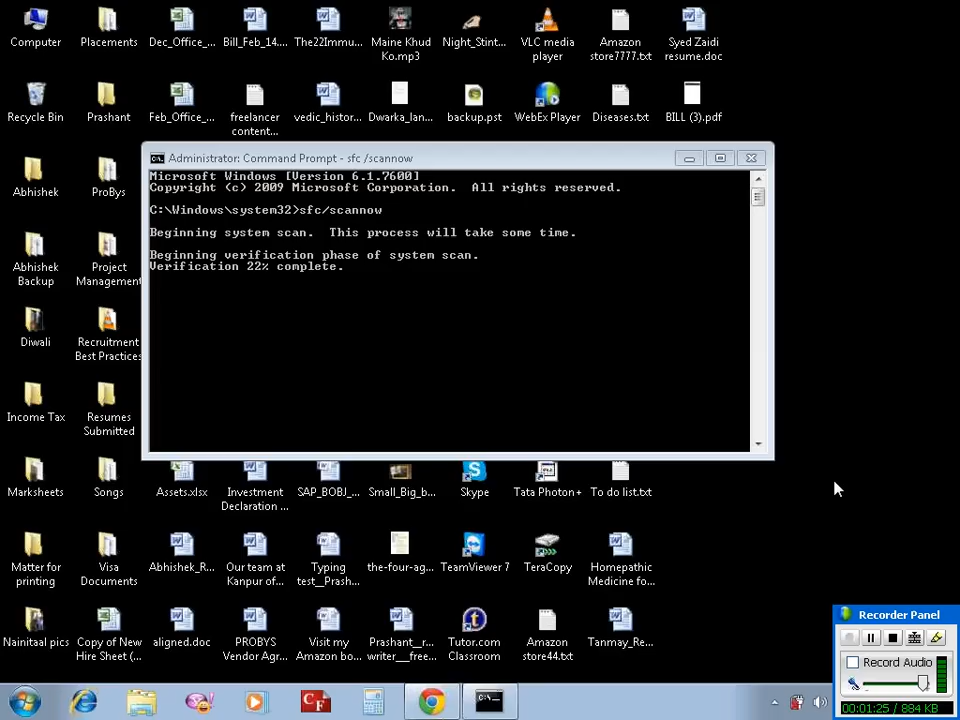 Computer
Placements
Dec_Office_...
Bill_Feb_14....
The22Immu...
Maine Khud
Ko.mp3
Night_Stint...
VLC media
player
Amazon
store7777.txt
Syed Zaidi
resume.doc
Recycle Bin
Prashant
Feb_Office_...
freelancer
content...
vedic_histor...
Dwarka_lan...
backup.pst
WebEx Player
Diseases.txt
BILL (3).pdf
Abhishek
ProBys
Abhishek
Backup
Project
Management
Diwali
Recruitment
Best Practices
Income Tax
Resumes
Submitted
Administrator: Command Prompt - sfc /scannow
Microsoft Windows [Version 6.1.7600]
Copyright (c) 2009 Microsoft Corporation.  All rights reserved.
C:\Windows\system32>sfc/scannow
Beginning system scan.  This process will take some time.
Beginning verification phase of system scan.
Verification 22% complete.
Marksheets
Songs
Assets.xlsx
Investment
Declaration ...
SAP_BOBJ_...
Small_Big_b...
Skype
Tata Photon+
To do list.txt
Matter for
printing
Visa
Documents
Abhishek_R...
Our team at
Kanpur of...
Typing
test__Prash...
the-four-ag...
TeamViewer 7
TeraCopy
Homepathic
Medicine fo...
Nainitaal pics
Copy of New
Hire Sheet (...
aligned.doc
PROBYS
Vendor Agr...
Visit my
Amazon bo...
Prashant__r...
writer___free...
Tutor.com
Classroom
Amazon
store44.txt
Tanmay_Re...
Recorder Panel
Record Audio
00:01:25 / 884 KB